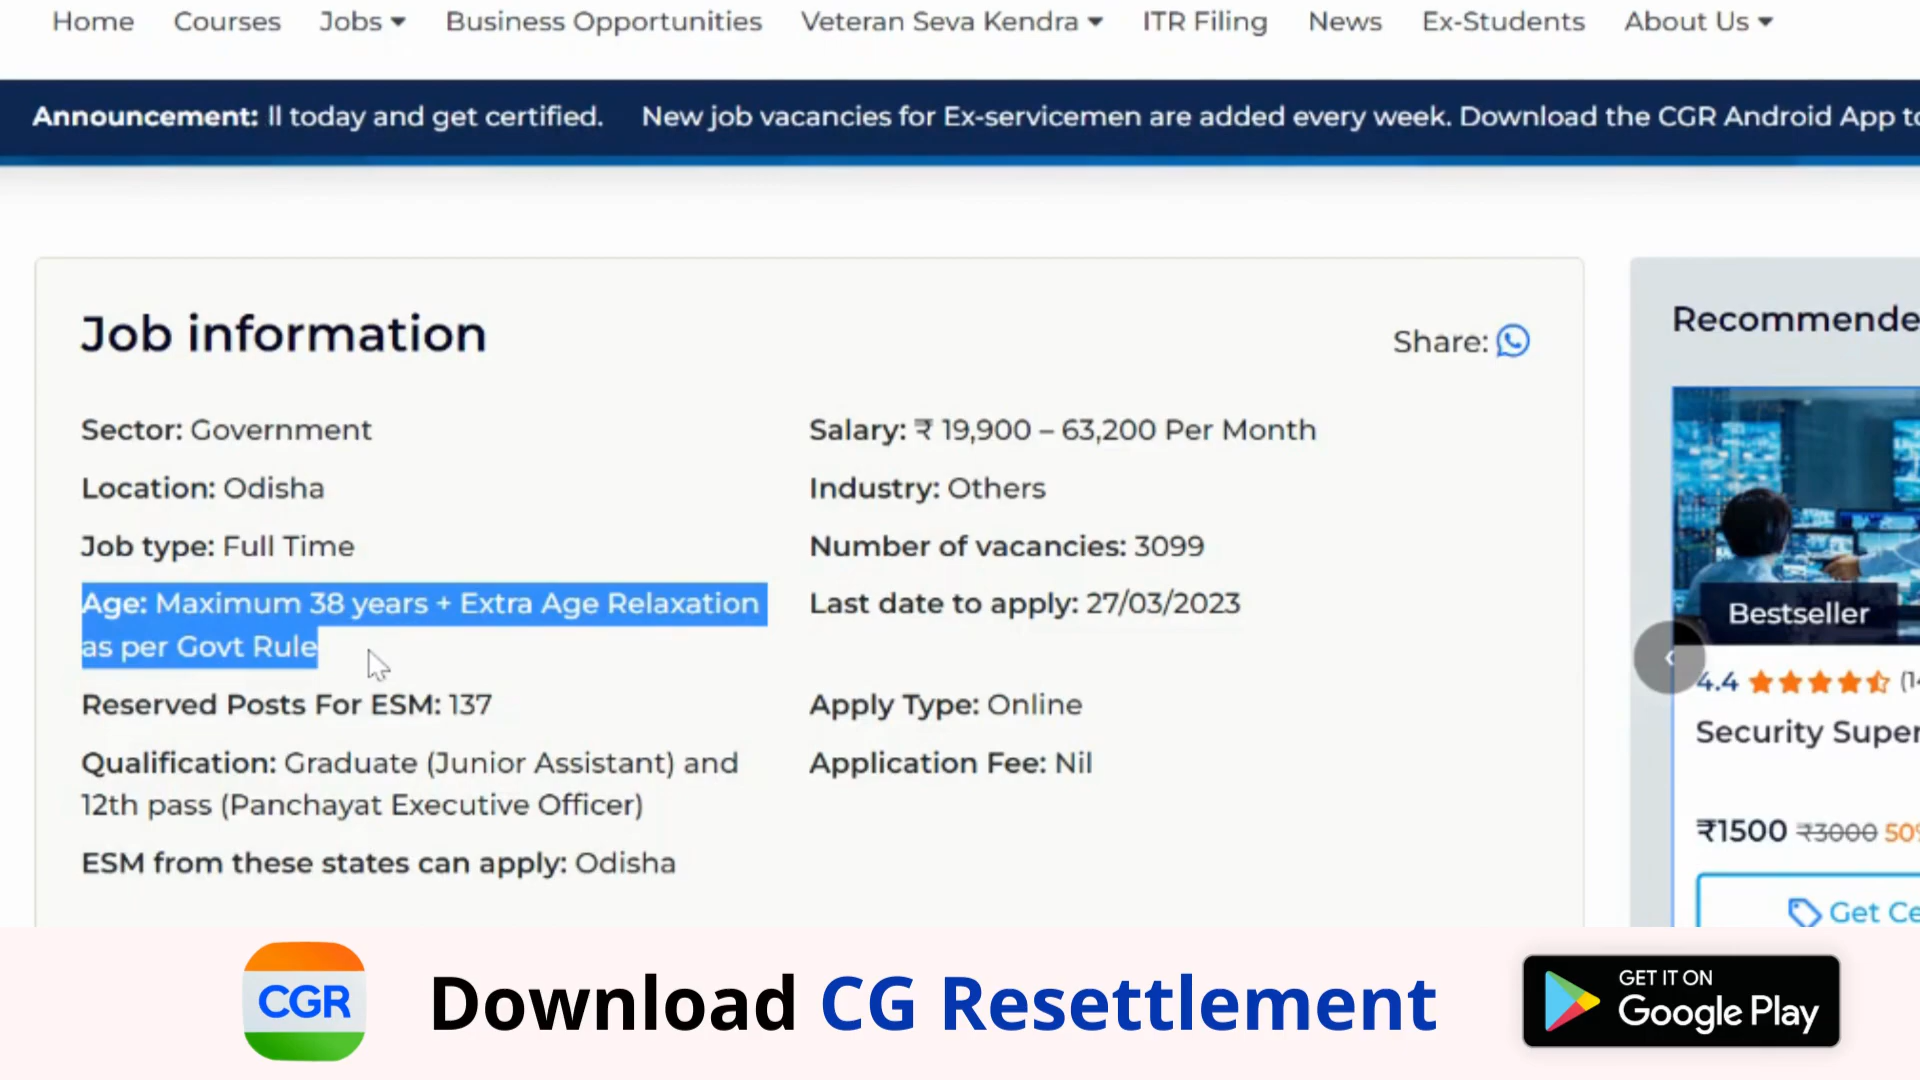 Home Courses Jobs Business Opportunities Veteran Seva Kendra ITR Filing News Ex-Students About Us
Announcement: ll today and get certified. New job vacancies for Ex-servicemen are added every week. Download the CGR Android App to
Job information
Share:
Recommende
Sector: Government
Salary: ₹ 19,900 – 63,200 Per Month
Location: Odisha
Industry: Others
Job type: Full Time
Number of vacancies: 3099
Age: Maximum 38 years + Extra Age Relaxation
as per Govt Rule
Last date to apply: 27/03/2023
Reserved Posts For ESM: 137
Apply Type: Online
Qualification: Graduate (Junior Assistant) and
12th pass (Panchayat Executive Officer)
Application Fee: Nil
ESM from these states can apply: Odisha
Bestseller
4.4
Security Super
₹1500 ₹3000 50%
Get Ce
CGR
Download CG Resettlement
GET IT ON
Google Play